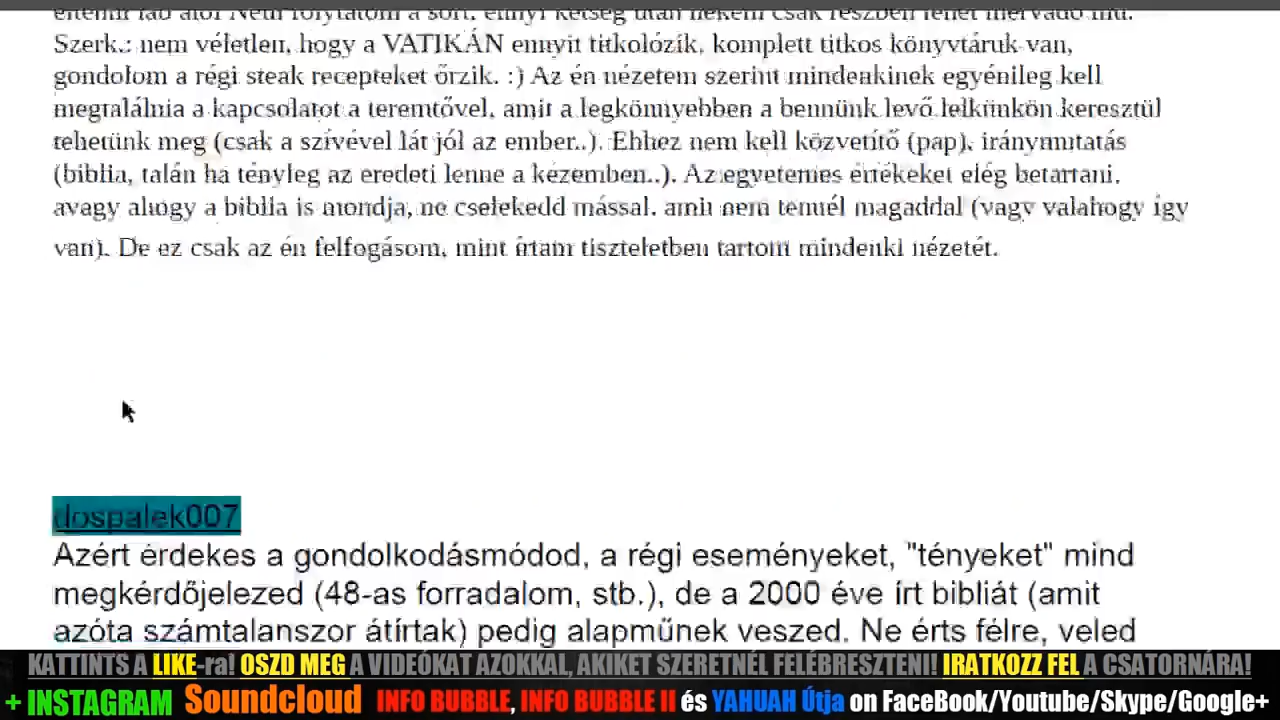 Szerk.: nem véletlen, hogy a VATIKÁN ennyit titkolózik, komplett titkos könyvtáruk van,
gondolom a régi steak recepteket őrzik. :) Az én nézetem szerint mindenkinek egyénileg kell
megtalálnia a kapcsolatot a teremtővel, amit a legkönnyebben a bennünk levő lelkünkön keresztül
tehetünk meg (csak a szívével lát jól az ember..). Ehhez nem kell közvetítő (pap), iránymutatás
(biblia, talán ha tényleg az eredeti lenne a kezemben..). Az egyetemes értékeket elég betartani,
avagy ahogy a biblia is mondja, ne cselekedd mással, amit nem tennél magaddal (vagy valahogy így
van). De ez csak az én felfogásom, mint írtam tiszteletben tartom mindenki nézetét.
dospalek007
Azért érdekes a gondolkodásmódod, a régi eseményeket, "tényeket" mind
megkérdőjelezed (48-as forradalom, stb.), de a 2000 éve írt bibliát (amit
azóta számtalanszor átírtak) pedig alapműnek veszed. Ne érts félre, veled
KATTINTS A LIKE-ra! OSZD MEG A VIDEÓKAT AZOKKAL, AKIKET SZERETNÉL FELÉBRESZTENI! IRATKOZZ FEL A CSATORNÁRA!
+ INSTAGRAM Soundcloud INFO BUBBLE, INFO BUBBLE II és YAHUAH Útja on FaceBook/Youtube/Skype/Google+